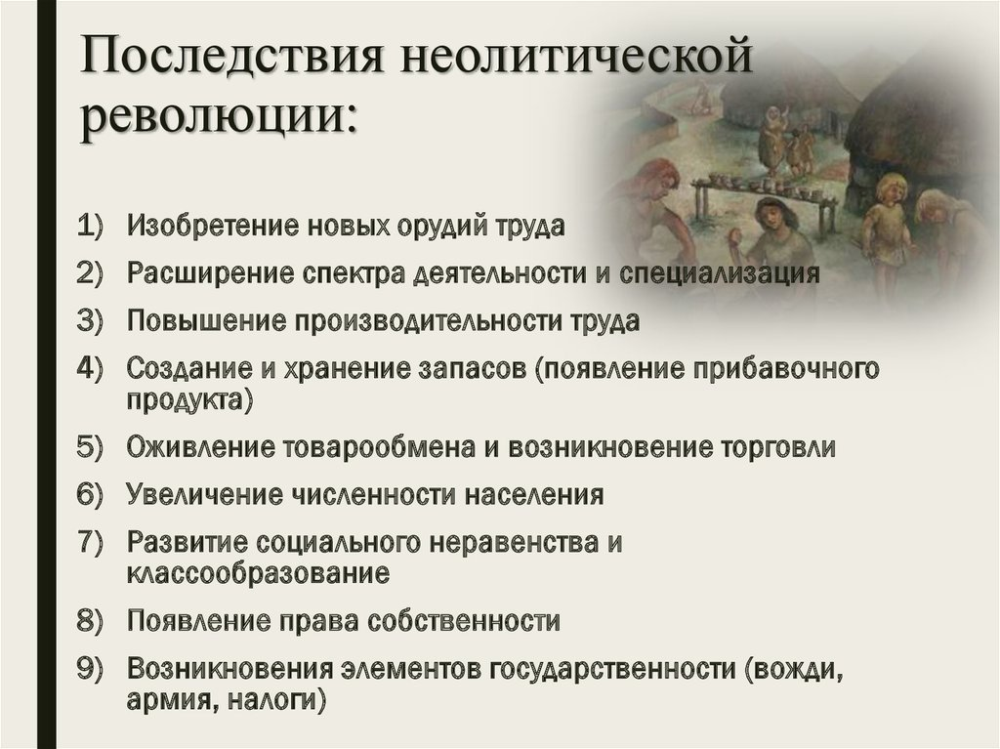 Последствия неолитической
революции:
1) Изобретение новых орудий труда
2) Расширение спектра деятельности и специализация
3) Повышение производительности труда
4) Создание и хранение запасов (появление прибавочного
продукта)
5) Оживление товарообмена и возникновение торговли
6) Увеличение численности населения
7) Развитие социального неравенства и
классообразование
8) Появление права собственности
9) Возникновения элементов государственности (вожди,
армия, налоги)